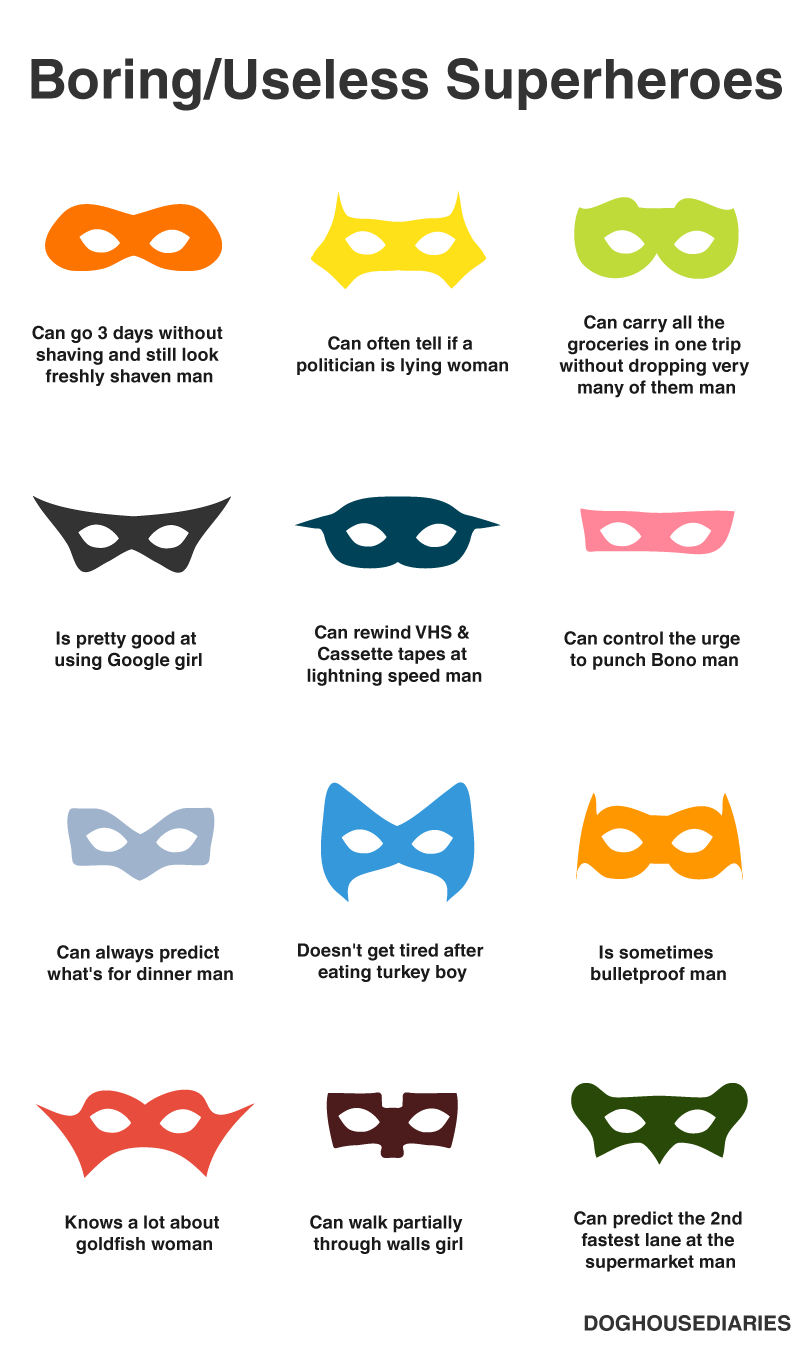 Boring/Useless Superheroes
Can go 3 days without
shaving and still look
freshly shaven man
Can often tell if a
politician is lying woman
Can carry all the
groceries in one trip
without dropping very
many of them man
Is pretty good at
using Google girl
Can rewind VHS &
Cassette tapes at
lightning speed man
Can control the urge
to punch Bono man
Can always predict
what's for dinner man
Doesn't get tired after
eating turkey boy
Is sometimes
bulletproof man
Knows a lot about
goldfish woman
Can walk partially
through walls girl
Can predict the 2nd
fastest lane at the
supermarket man
DOGHOUSEDIARIES